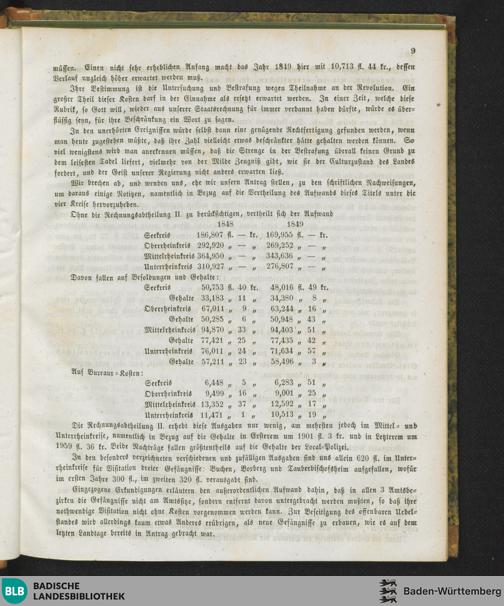 9
müssen. Einen nicht sehr erheblichen Anfang macht das Jahr 1849 hier mit 10,713 fl. 44 kr., dessen
Verlauf ungleich höher erwartet werden muß.
Ihre Bestimmung ist die Untersuchung und Bestrafung wegen Theilnahme an der Revolution. Ein
großer Theil dieser Kosten darf in der Einnahme als ersetzt erwartet werden. In einer Zeit, welche diese
Rubrik, so Gott will, wieder aus unserer Staatsrechnung für immer verbannt haben dürfte, würde es über-
flüssig seyn, für ihre Beschränkung ein Wort zu sagen.
In den unerhörten Ereignissen würde selbst dann eine genügende Rechtfertigung gefunden werden, wenn
man heute zugestehen müßte, daß ihre Zahl vielleicht etwas beschränkter hätte gehalten werden können. So
viel wenigstens wird man anerkennen müssen, daß die Strenge in der Bestrafung überall keinen Grund zu
dem leisesten Tadel liefert, vielmehr von der Milde Zeugniß gibt, wie sie der Culturzustand des Landes
fordert, und der Geist unserer Regierung nicht anders erwarten ließ.
Wir brechen ab, und wenden uns, ehe wir unsern Antrag stellen, zu den schriftlichen Nachweisungen,
um daraus einige Notizen, namentlich in Bezug auf die Vertheilung des Aufwands dieses Titels unter die
vier Kreise hervorzuheben.
Ohne die Rechnungsabtheilung II. zu berücksichtigen, vertheilt sich der Aufwand
1848 1849
Seekreis 186,807 fl. — kr. 169,955 fl. — kr.
Oberrheinkreis 292,920 „ — „ 269,252 „ — „
Mittelrheinkreis 364,950 „ — „ 343,636 „ — „
Unterrheinkreis 310,927 „ — „ 276,807 „ — „
Davon fallen auf Besoldungen und Gehalte:
Seekreis 50,753 fl. 40 kr. 48,016 fl. 49 kr.
Gehalte 33,183 „ 11 „ 34,380 „ 8 „
Oberrheinkreis 67,011 „ 9 „ 63,244 „ 16 „
Gehalte 50,285 „ 6 „ 50,948 „ 43 „
Mittelrheinkreis 94,870 „ 33 „ 94,403 „ 51 „
Gehalte 77,421 „ 25 „ 77,435 „ 42 „
Unterrheinkreis 76,011 „ 24 „ 71,634 „ 57 „
Gehalte 57,211 „ 23 „ 58,496 „ 3 „
Auf Bureau-Kosten:
Seekreis 6,448 „ 5 „ 6,283 „ 51 „
Oberrheinkreis 9,499 „ 16 „ 9,001 „ 25 „
Mittelrheinkreis 13,352 „ 37 „ 12,592 „ 17 „
Unterrheinkreis 11,471 „ 1 „ 10,513 „ 19 „
Die Rechnungsabtheilung II. erhebt diese Ausgaben nur wenig, am mehrsten jedoch im Mittel- und
Unterrheinkreise, namentlich in Bezug auf die Gehalte in Ersterem um 1901 fl. 3 kr. und in Letzterem um
1959 fl. 36 kr. Beide Nachträge fallen größtentheils auf die Gehalte der Local-Polizei.
In den besonders verzeichneten verschiedenen und zufälligen Ausgaben sind uns allein 620 fl. im Unter-
rheinkreise für Visitation dreier Gefängnisse: Buchen, Boxberg und Tauberbischofsheim aufgefallen, wofür
im ersten Jahre 300 fl., im zweiten 320 fl. verausgabt sind.
Eingezogene Erkundigungen erläutern den außerordentlichen Aufwand dahin, daß in allen 3 Amtsbe-
zirken die Gefängnisse nicht am Amtssitze, sondern entfernt davon untergebracht werden mußten, so daß ihre
nothwendige Visitation nicht ohne Kosten vorgenommen werden kann. Zur Beseitigung des offenbaren Uebel-
standes wird allerdings kaum etwas Anderes erübrigen, als neue Gefängnisse zu erbauen, wie es auf dem
letzten Landtage bereits in Antrag gebracht war.
BLB
BADISCHE
LANDESBIBLIOTHEK
Baden-Württemberg